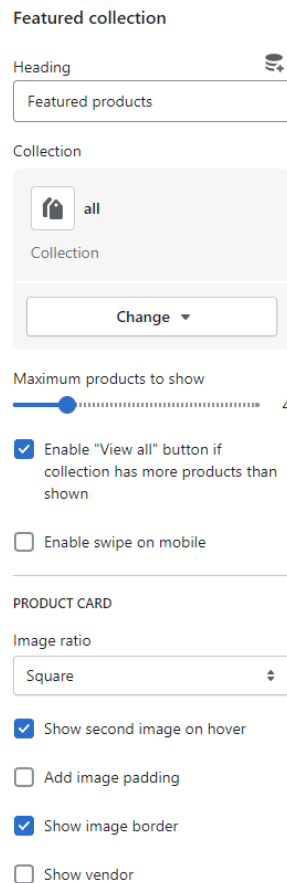 Featured collection
Heading
Featured products
Collection
all
Collection
Change
Maximum products to show
4
Enable "View all" button if
collection has more products than
shown
Enable swipe on mobile
PRODUCT CARD
Image ratio
Square
Show second image on hover
Add image padding
Show image border
Show vendor